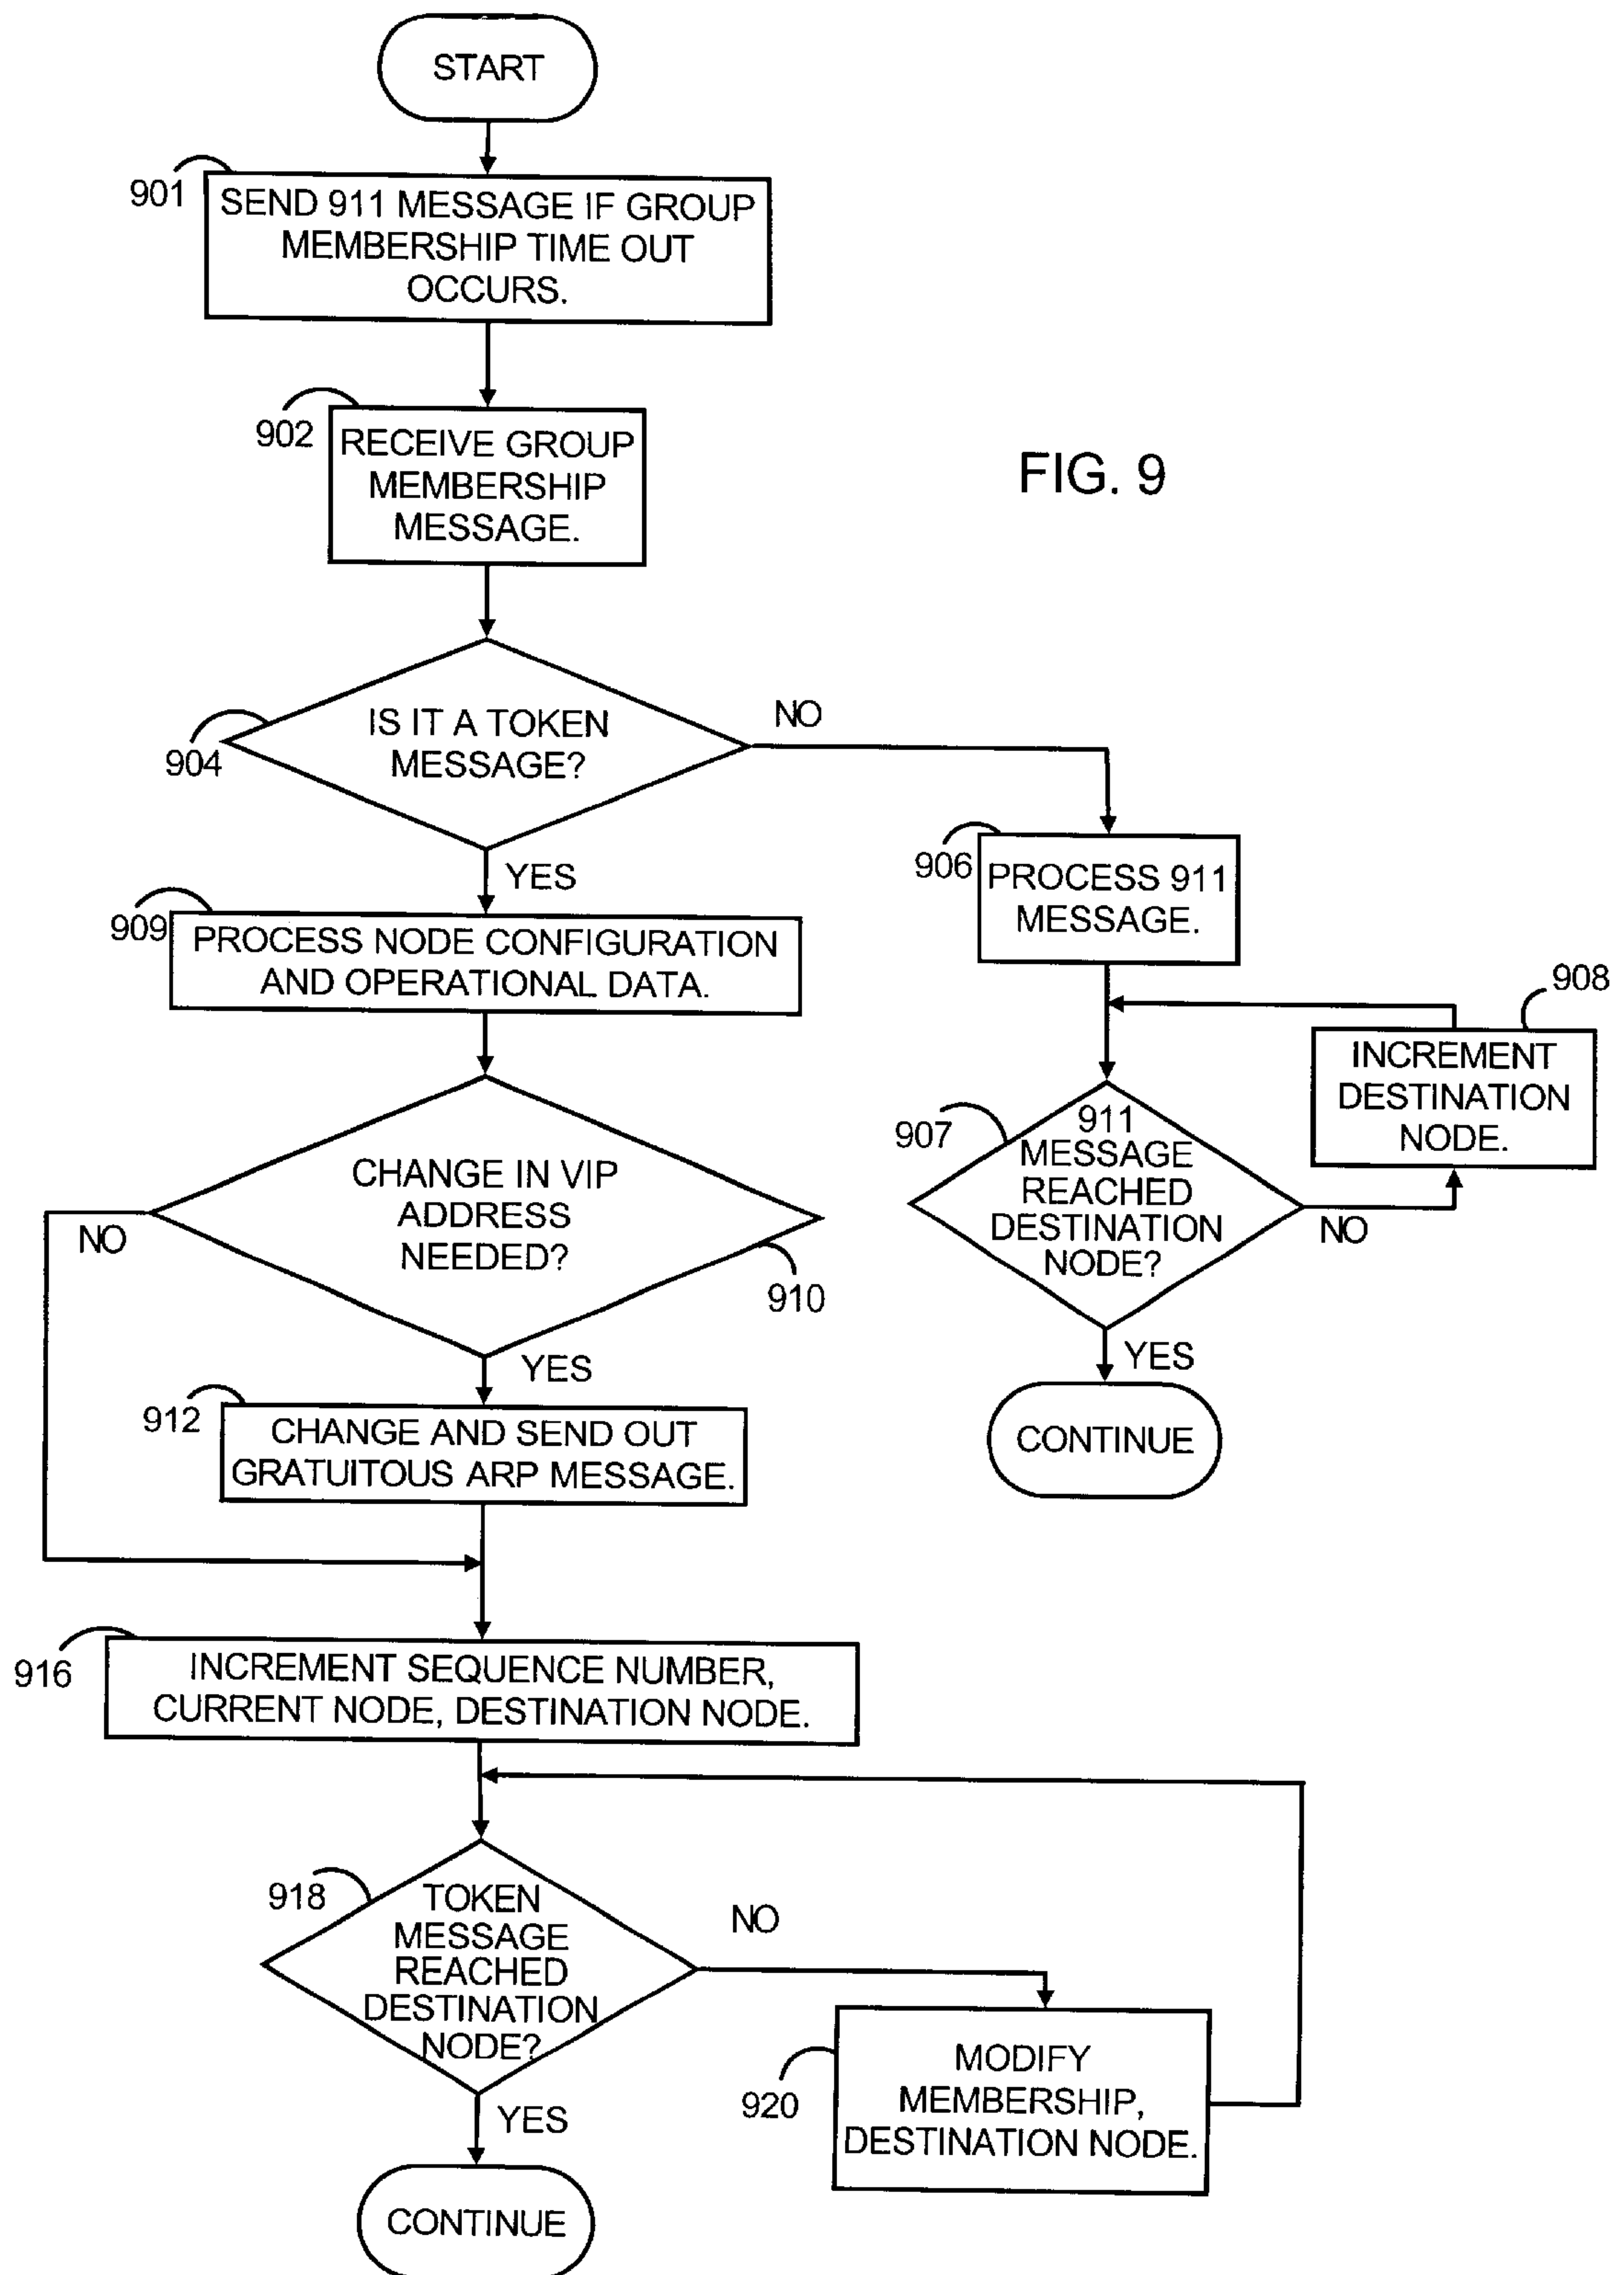 START
901
SEND 911 MESSAGE IF GROUP
MEMBERSHIP TIME OUT
OCCURS.
902
RECEIVE GROUP
MEMBERSHIP
MESSAGE.
FIG. 9
904
IS IT A TOKEN
MESSAGE?
NO
YES
906
PROCESS 911
MESSAGE.
909
PROCESS NODE CONFIGURATION
AND OPERATIONAL DATA.
908
INCREMENT
DESTINATION
NODE.
907
911
MESSAGE
REACHED
DESTINATION
NODE?
NO
YES
CONTINUE
CHANGE IN VIP
ADDRESS
NEEDED?
NO
910
YES
912
CHANGE AND SEND OUT
GRATUITOUS ARP MESSAGE.
916
INCREMENT SEQUENCE NUMBER,
CURRENT NODE, DESTINATION NODE.
918
TOKEN
MESSAGE
REACHED
DESTINATION
NODE?
NO
920
MODIFY
MEMBERSHIP,
DESTINATION NODE.
YES
CONTINUE